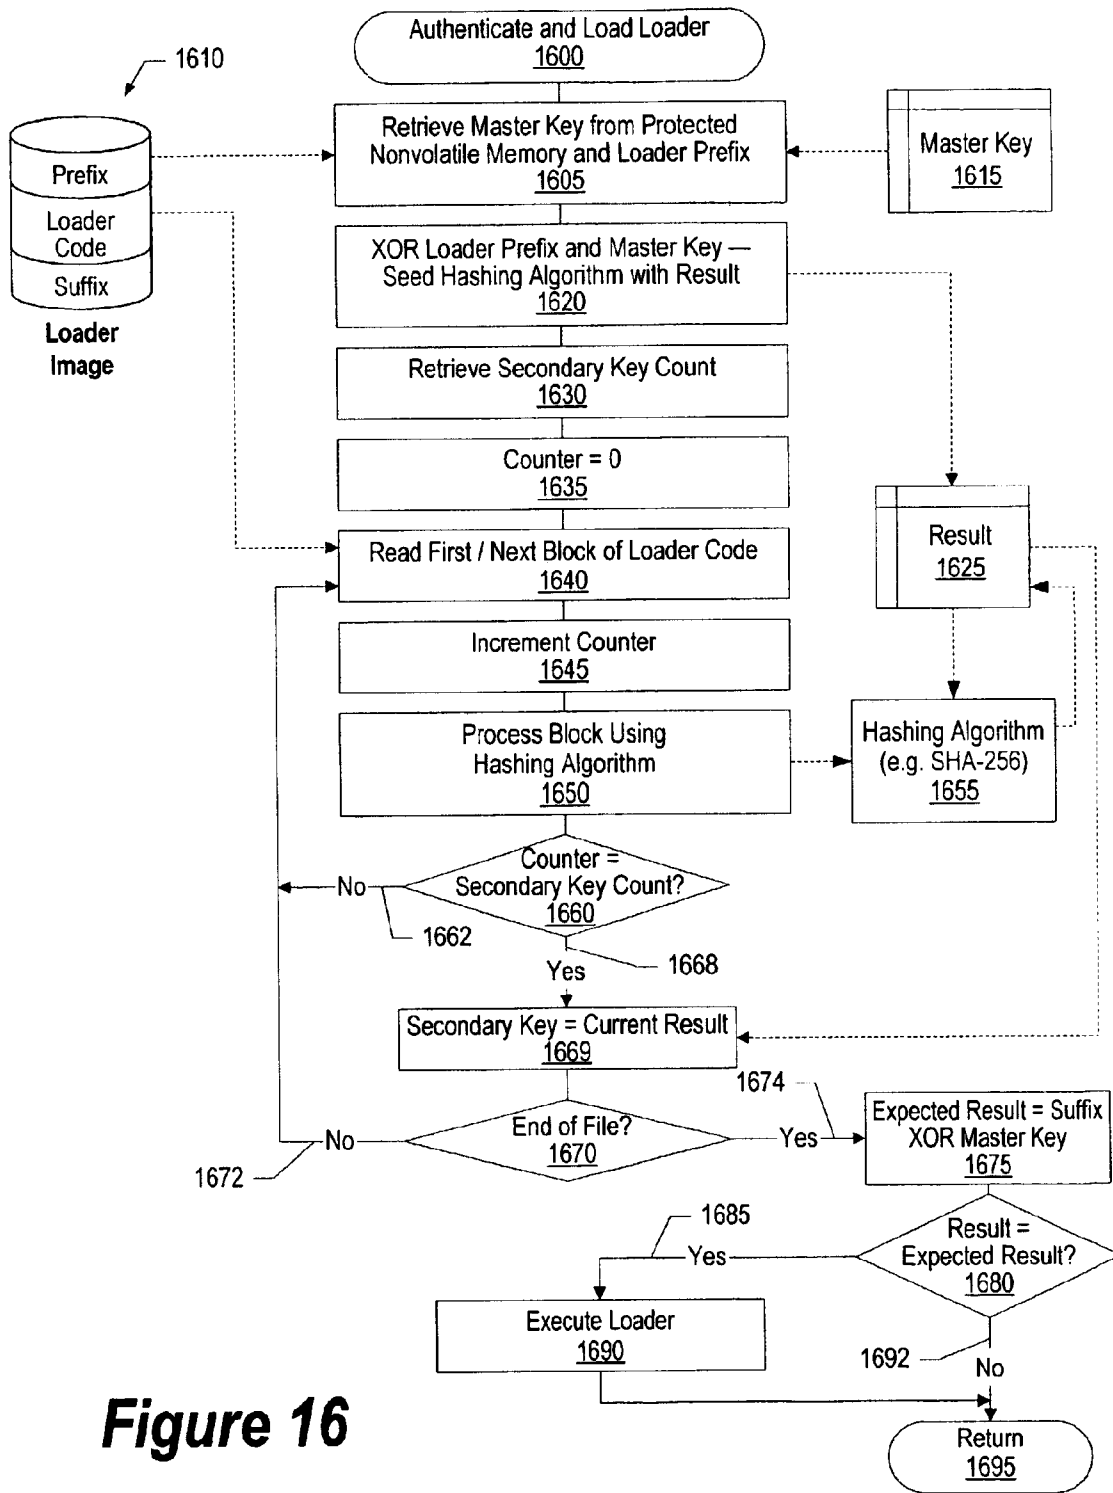 Authenticate and Load Loader
1600
1610
Prefix
Loader
Code
Suffix
Loader
Image
Retrieve Master Key from Protected
Nonvolatile Memory and Loader Prefix
1605
Master Key
1615
XOR Loader Prefix and Master Key —
Seed Hashing Algorithm with Result
1620
Retrieve Secondary Key Count
1630
Counter = 0
1635
Result
1625
Read First / Next Block of Loader Code
1640
Increment Counter
1645
Process Block Using
Hashing Algorithm
1650
Hashing Algorithm
(e.g. SHA-256)
1655
Counter =
Secondary Key Count?
1660
No
1662
1668
Yes
Secondary Key = Current Result
1669
1674
End of File?
1670
No
1672
Yes
Expected Result = Suffix
XOR Master Key
1675
1685
Yes
Result =
Expected Result?
1680
Execute Loader
1690
1692
No
Return
1695
Figure 16